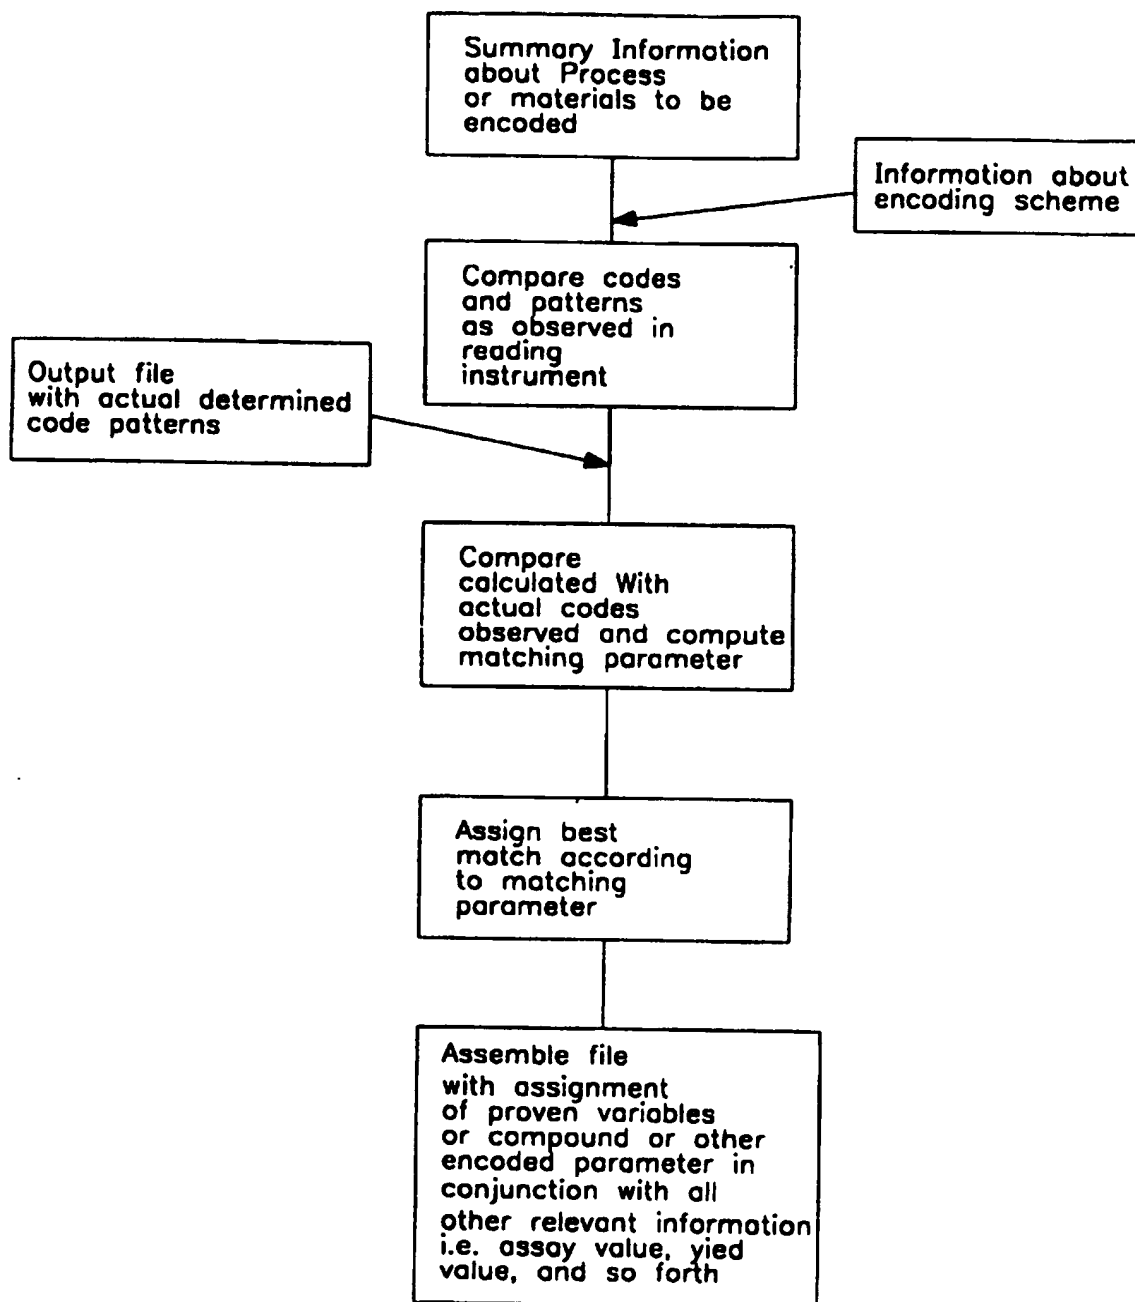 Summary Information
about Process
or materials to be
encoded
Information about
encoding scheme
Compare codes
and patterns
as observed in
reading
instrument
Output file
with actual determined
code patterns
Compare
calculated With
actual codes
observed and compute
matching parameter
Assign best
match according
to matching
parameter
Assemble file
with assignment
of proven variables
or compound or other
encoded parameter in
conjunction with all
other relevant information
i.e. assay value, yied
value, and so forth